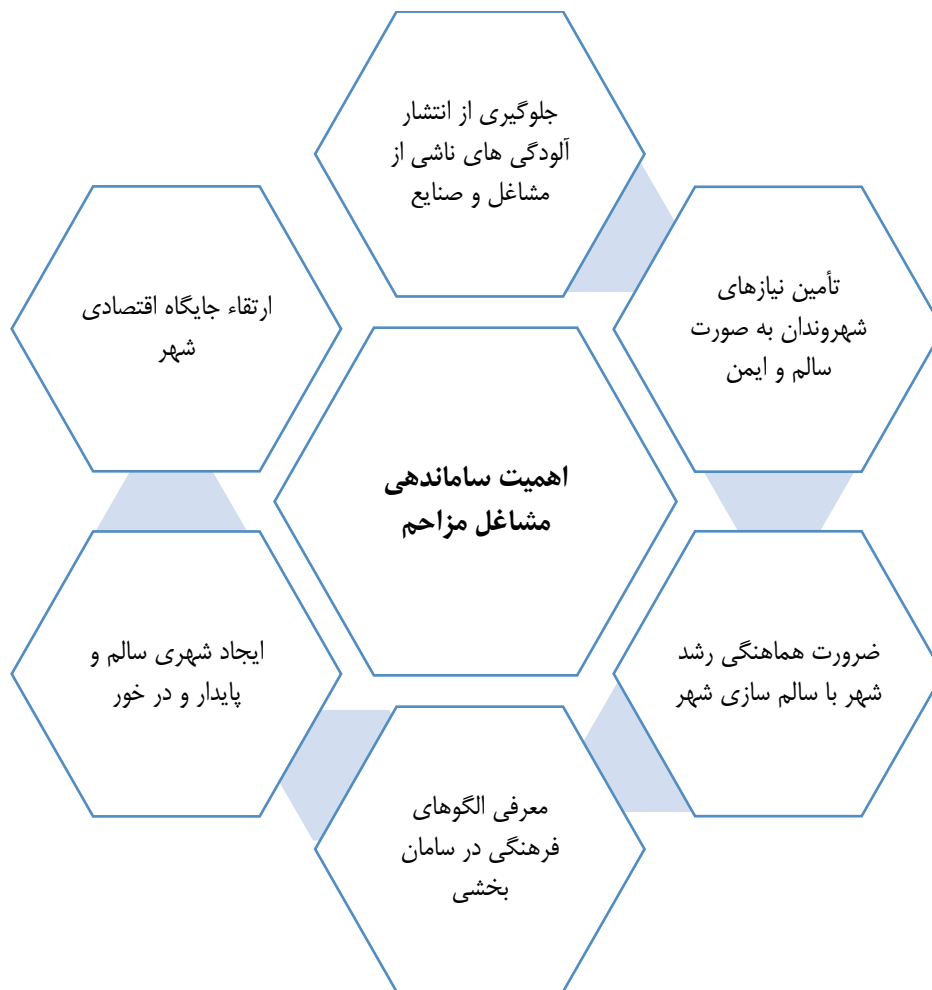 جلوگیری از انتشار
آلودگی های ناشی از
مشاغل و صنایع
تأمین نیازهای
شهروندان به صورت
سالم و ایمن
ضرورت هماهنگی رشد
شهر با سالم سازی شهر
معرفی الگوهای
فرهنگی در سامان
بخشی
ایجاد شهری سالم و
پایدار و در خور
ارتقاء جایگاه اقتصادی
شهر
اهمیت ساماندهی
مشاغل مزاحم